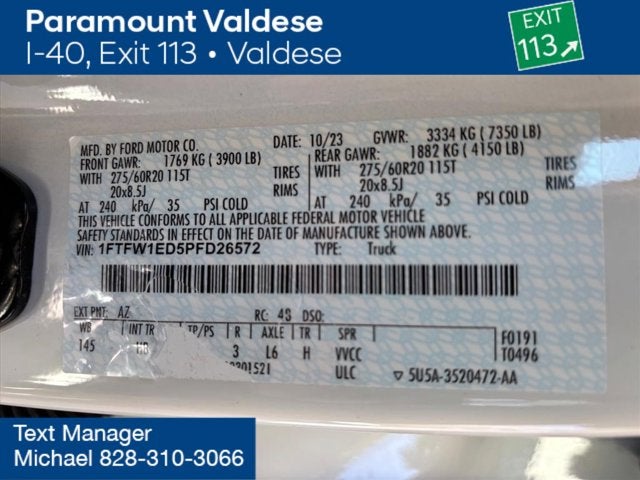 Paramount Valdese
I-40, Exit 113 • Valdese
EXIT
113
MFD. BY FORD MOTOR CO. DATE: 10/23 GVWR: 3334 KG ( 7350 LB)
FRONT GAWR: 1769 KG ( 3900 LB) REAR GAWR: 1882 KG ( 4150 LB)
WITH 275/60R20 115T TIRES WITH 275/60R20 115T TIRES
20x8.5J RIMS 20x8.5J RIMS
AT 240 kPa/ 35 PSI COLD AT 240 kPa/ 35 PSI COLD
THIS VEHICLE CONFORMS TO ALL APPLICABLE FEDERAL MOTOR VEHICLE
SAFETY STANDARDS IN EFFECT ON THE DATE OF MANUFACTURE SHOWN ABOVE.
VIN: 1FTFW1ED5PFD26572 TYPE: Truck
EXT PNT: AZ RC: 48 DSO:
WB INT TR TP/PS R AXLE TR SPR F0191
145 3 L6 H VVCC T0496
ULC ▽ 5U5A-3520472-AA
Text Manager
Michael 828-310-3066